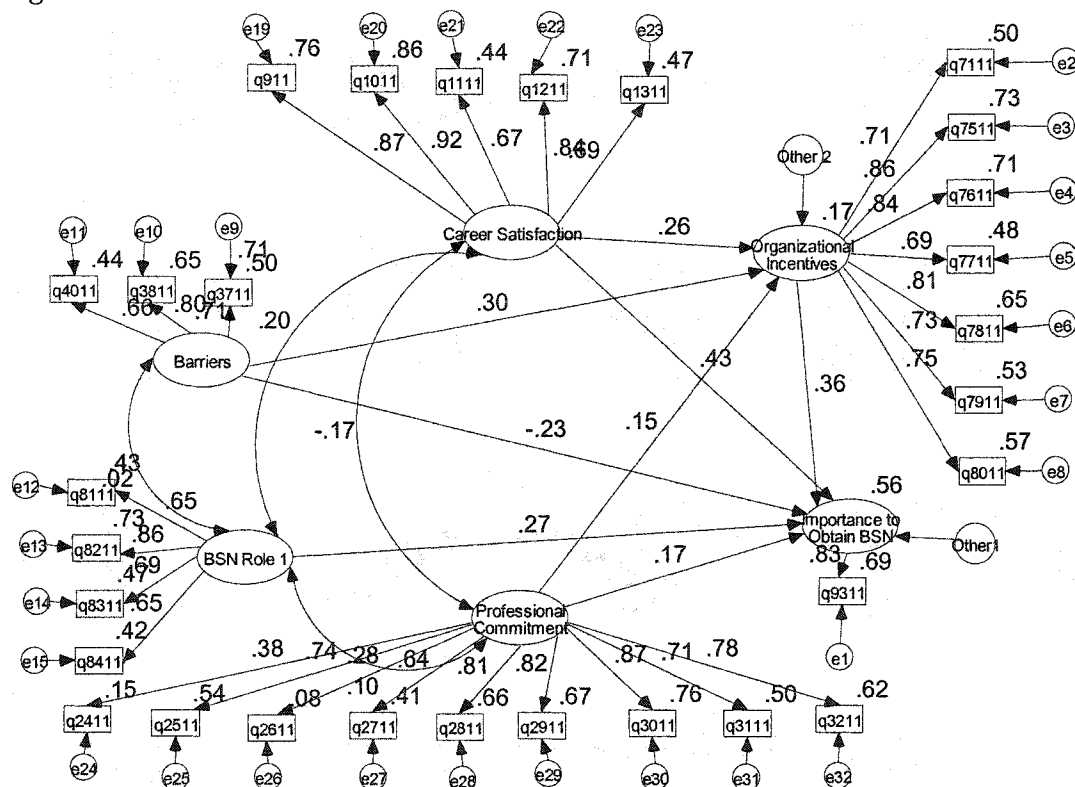 e19 e20 e21 e22 e23
.76 .86 .44 .71 .47 .50
q911 q1011 q1111 q1211 q1311 q7111 e2
.73
.87 .92 .67 .84 .69 .71 q7511 e3
Other 2 .86 .71
e11 e10 e9 .17 .84 q7611 e4
.44 .65 .71 Career Satisfaction .26 Organizational .69 .48
q4011 q3811 .50 q3711 Incentives q7711 e5
.66 .80 .71 .20 .30 .81 .65
Barriers .73 q7811 e6
.43 .75 .53
-.17 -.23 .15 .36 q7911 e7
.57
e12 .43 .02 q8011 e8
q8111 .65 .56
.73 .27 Importance to
e13 q8211 .86 BSN Role 1 Obtain BSN Other1
.69 .17 .83 .69
e14 .47 q8311 .65 Professional q9311
e15 .42 q8411 Commitment e1
.38 .74 .28 .64 .81 .82 .87 .71 .78
.15 .54 .08 .10 .41 .66 .67 .76 .50 .62
q2411 q2511 q2611 q2711 q2811 q2911 q3011 q3111 q3211
e24 e25 e26 e27 e28 e29 e30 e31 e32